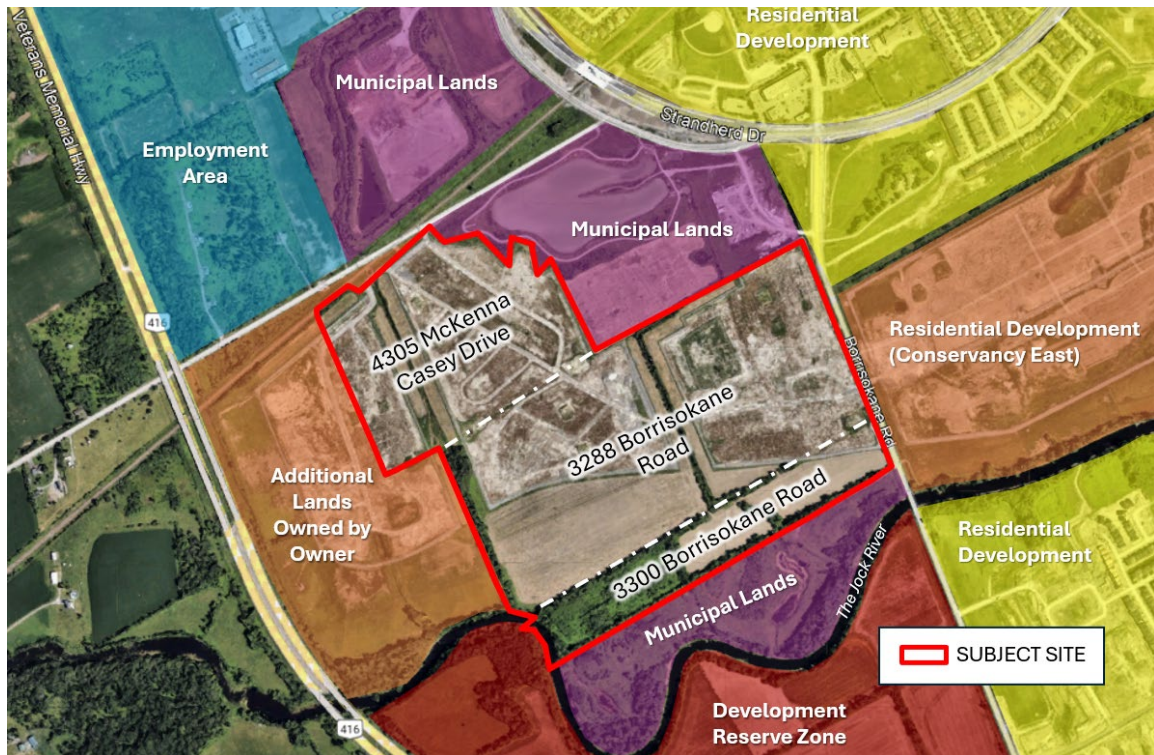 Veterans Memorial Hwy
Residential
Development
Municipal Lands
Strandherd Dr
Employment
Area
Municipal Lands
4305 McKenna
Casey Drive
416
Borrisokane Rd
Residential Development
(Conservancy East)
3288 Borrisokane
Road
Additional
Lands
Owned by
Owner
3300 Borrisokane Road
Residential
Development
The Jock River
Municipal Lands
SUBJECT SITE
416
Development
Reserve Zone